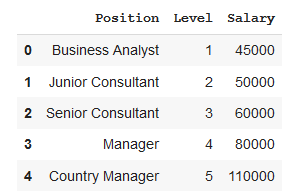 Position Level Salary
0 Business Analyst 1 45000
1 Junior Consultant 2 50000
2 Senior Consultant 3 60000
3 Manager 4 80000
4 Country Manager 5 110000